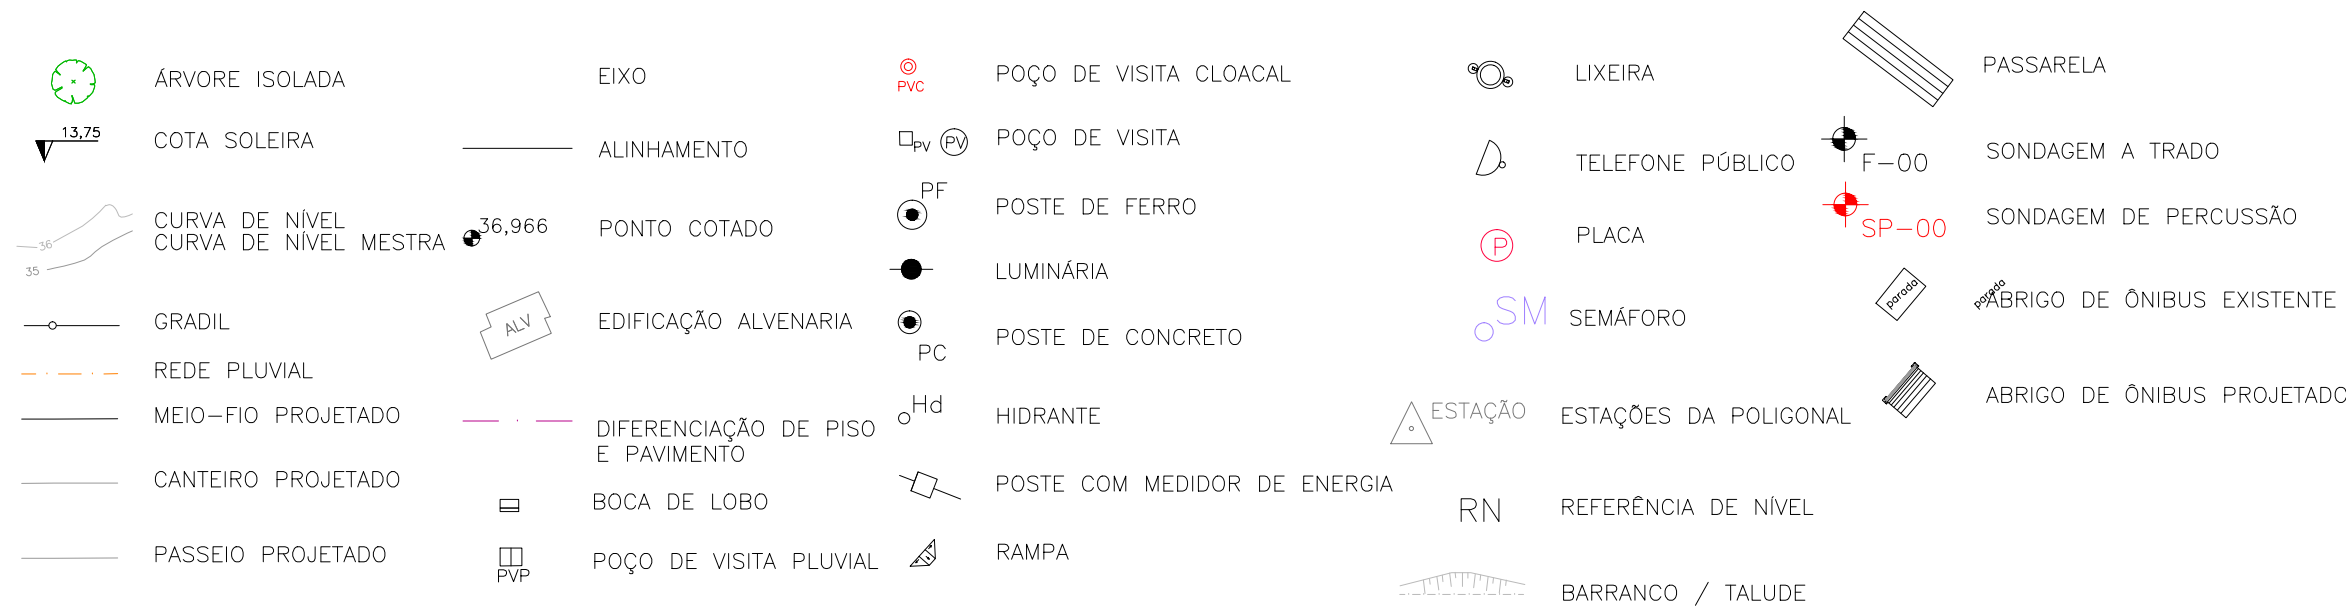 ÁRVORE ISOLADA
13,75
COTA SOLEIRA
36
35
CURVA DE NÍVEL
CURVA DE NÍVEL MESTRA
GRADIL
REDE PLUVIAL
MEIO-FIO PROJETADO
CANTEIRO PROJETADO
PASSEIO PROJETADO
EIXO
ALINHAMENTO
36,966
PONTO COTADO
ALV
EDIFICAÇÃO ALVENARIA
DIFERENCIAÇÃO DE PISO
E PAVIMENTO
BOCA DE LOBO
PVP
POÇO DE VISITA PLUVIAL
PVC
POÇO DE VISITA CLOACAL
PV PV
POÇO DE VISITA
PF
POSTE DE FERRO
LUMINÁRIA
PC
POSTE DE CONCRETO
Hd
HIDRANTE
POSTE COM MEDIDOR DE ENERGIA
RAMPA
LIXEIRA
TELEFONE PÚBLICO
P
PLACA
SM
SEMÁFORO
ESTAÇÃO
ESTAÇÕES DA POLIGONAL
RN
REFERÊNCIA DE NÍVEL
BARRANCO / TALUDE
PASSARELA
F-00
SONDAGEM A TRADO
SP-00
SONDAGEM DE PERCUSSÃO
parada
parada
ABRIGO DE ÔNIBUS EXISTENTE
ABRIGO DE ÔNIBUS PROJETADO